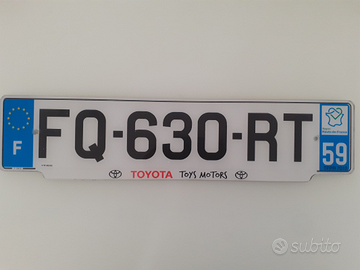 FQ-630-RT
F
59
TOYOTA TOYS MOTORS
subito